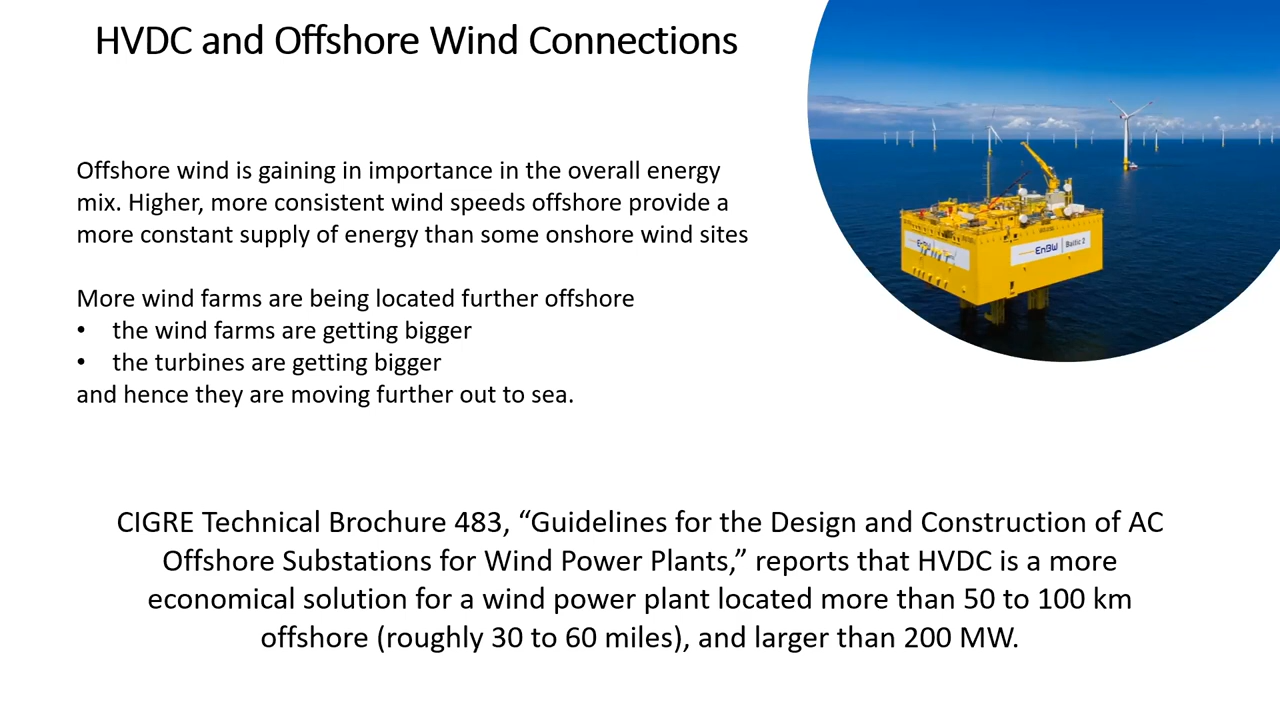 HVDC and Offshore Wind Connections
Offshore wind is gaining in importance in the overall energy
mix. Higher, more consistent wind speeds offshore provide a
more constant supply of energy than some onshore wind sites
More wind farms are being located further offshore
• the wind farms are getting bigger
• the turbines are getting bigger
and hence they are moving further out to sea.
EnBW Baltic 2
CIGRE Technical Brochure 483, “Guidelines for the Design and Construction of AC
Offshore Substations for Wind Power Plants,” reports that HVDC is a more
economical solution for a wind power plant located more than 50 to 100 km
offshore (roughly 30 to 60 miles), and larger than 200 MW.